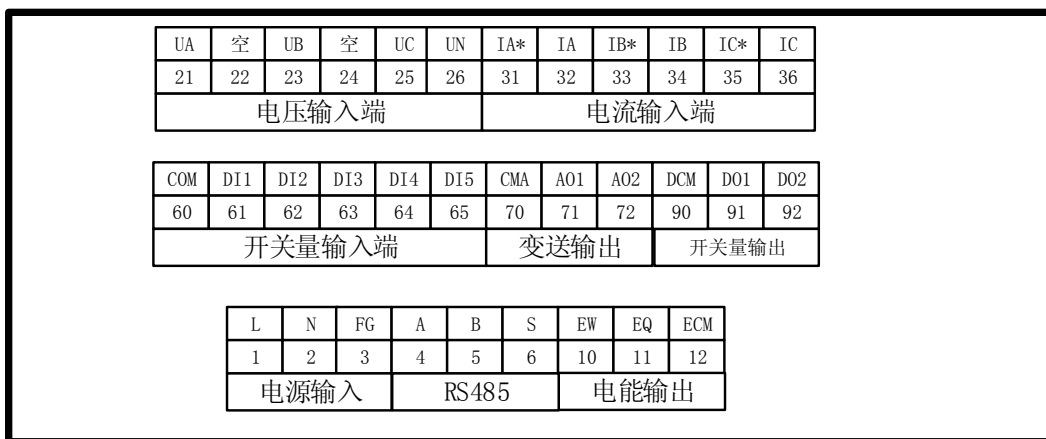 UA 空 UB 空 UC UN IA* IA IB* IB IC* IC
21 22 23 24 25 26 31 32 33 34 35 36
电压输入端 电流输入端
COM DI1 DI2 DI3 DI4 DI5 CMA AO1 AO2 DCM DO1 DO2
60 61 62 63 64 65 70 71 72 90 91 92
开关量输入端 变送输出 开关量输出
L N FG A B S EW EQ ECM
1 2 3 4 5 6 10 11 12
电源输入 RS485 电能输出